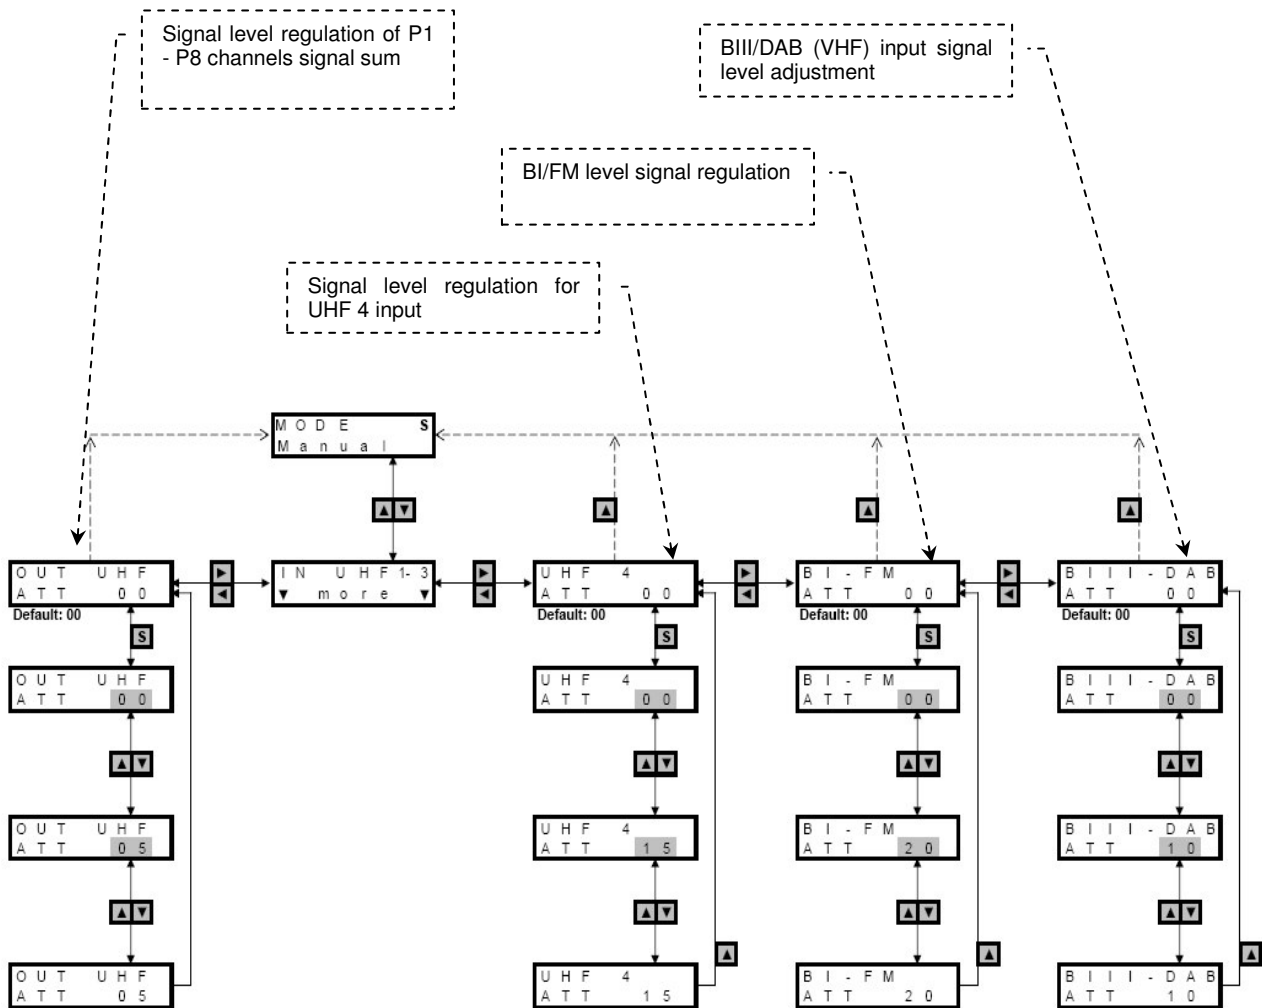 Signal level regulation of P1
- P8 channels signal sum
BIII/DAB (VHF) input signal
level adjustment
BI/FM level signal regulation
Signal level regulation for
UHF 4 input
MODE S
Manual
▲ ▼
▲
▲
▲
OUT UHF
ATT 00
Default: 00
►
◄
IN UHF1-3
▼ more ▼
►
◄
UHF 4
ATT 00
Default: 00
►
◄
BI-FM
ATT 00
Default: 00
►
◄
BIII-DAB
ATT 00
Default: 00
S
S
S
S
OUT UHF
ATT 00
UHF 4
ATT 00
BI-FM
ATT 00
BIII-DAB
ATT 00
▲ ▼
▲ ▼
▲ ▼
▲ ▼
OUT UHF
ATT 05
UHF 4
ATT 15
BI-FM
ATT 20
BIII-DAB
ATT 10
▲ ▼
▲ ▼
▲ ▼
▲ ▼
▲
▲
▲
OUT UHF
ATT 05
UHF 4
ATT 15
BI-FM
ATT 20
BIII-DAB
ATT 10